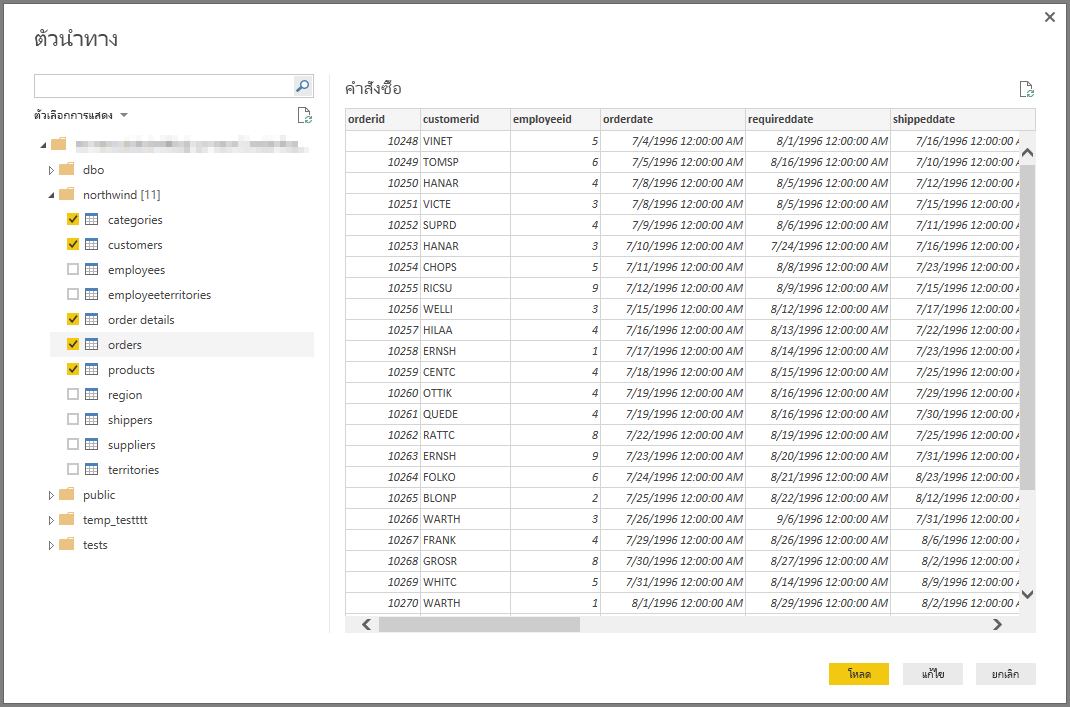 ตัวนำทาง
ตัวเลือกการแสดง
dbo
northwind [11]
categories
customers
employees
employeeterritories
order details
orders
products
region
shippers
suppliers
territories
public
temp_testttt
tests
คำสั่งซื้อ
orderid customerid employeeid orderdate requireddate shippeddate
10248 VINET 5 7/4/1996 12:00:00 AM 8/1/1996 12:00:00 AM 7/16/1996 12:00:00 A
10249 TOMSP 6 7/5/1996 12:00:00 AM 8/16/1996 12:00:00 AM 7/10/1996 12:00:00 A
10250 HANAR 4 7/8/1996 12:00:00 AM 8/5/1996 12:00:00 AM 7/12/1996 12:00:00 A
10251 VICTE 3 7/8/1996 12:00:00 AM 8/5/1996 12:00:00 AM 7/15/1996 12:00:00 A
10252 SUPRD 4 7/9/1996 12:00:00 AM 8/6/1996 12:00:00 AM 7/11/1996 12:00:00 A
10253 HANAR 3 7/10/1996 12:00:00 AM 7/24/1996 12:00:00 AM 7/16/1996 12:00:00 A
10254 CHOPS 5 7/11/1996 12:00:00 AM 8/8/1996 12:00:00 AM 7/23/1996 12:00:00 A
10255 RICSU 9 7/12/1996 12:00:00 AM 8/9/1996 12:00:00 AM 7/15/1996 12:00:00 A
10256 WELLI 3 7/15/1996 12:00:00 AM 8/12/1996 12:00:00 AM 7/17/1996 12:00:00 A
10257 HILAA 4 7/16/1996 12:00:00 AM 8/13/1996 12:00:00 AM 7/22/1996 12:00:00 A
10258 ERNSH 1 7/17/1996 12:00:00 AM 8/14/1996 12:00:00 AM 7/23/1996 12:00:00 A
10259 CENTC 4 7/18/1996 12:00:00 AM 8/15/1996 12:00:00 AM 7/25/1996 12:00:00 A
10260 OTTIK 4 7/19/1996 12:00:00 AM 8/16/1996 12:00:00 AM 7/29/1996 12:00:00 A
10261 QUEDE 4 7/19/1996 12:00:00 AM 8/16/1996 12:00:00 AM 7/30/1996 12:00:00 A
10262 RATTC 8 7/22/1996 12:00:00 AM 8/19/1996 12:00:00 AM 7/25/1996 12:00:00 A
10263 ERNSH 9 7/23/1996 12:00:00 AM 8/20/1996 12:00:00 AM 7/31/1996 12:00:00 A
10264 FOLKO 6 7/24/1996 12:00:00 AM 8/21/1996 12:00:00 AM 8/23/1996 12:00:00 A
10265 BLONP 2 7/25/1996 12:00:00 AM 8/22/1996 12:00:00 AM 8/12/1996 12:00:00 A
10266 WARTH 3 7/26/1996 12:00:00 AM 9/6/1996 12:00:00 AM 7/31/1996 12:00:00 A
10267 FRANK 4 7/29/1996 12:00:00 AM 8/26/1996 12:00:00 AM 8/6/1996 12:00:00 A
10268 GROSR 8 7/30/1996 12:00:00 AM 8/27/1996 12:00:00 AM 8/2/1996 12:00:00 A
10269 WHITC 5 7/31/1996 12:00:00 AM 8/14/1996 12:00:00 AM 8/9/1996 12:00:00 A
10270 WARTH 1 8/1/1996 12:00:00 AM 8/29/1996 12:00:00 AM 8/2/1996 12:00:00 A
โหลด แก้ไข ยกเลิก